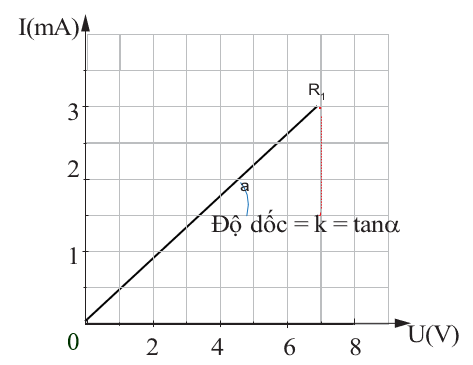 I(mA)
R1
3
2
a
Độ dốc = k = tanα
1
0
2
4
6
8
U(V)